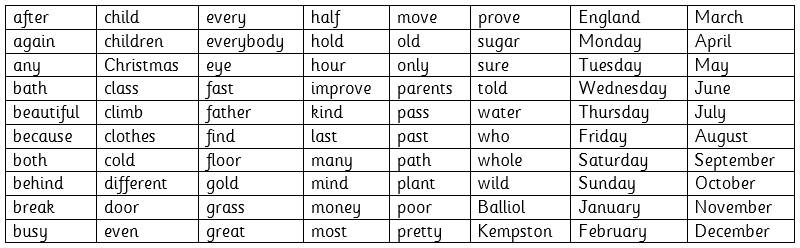 after child every half move prove England March
again children everybody hold old sugar Monday April
any Christmas eye hour only sure Tuesday May
bath class fast improve parents told Wednesday June
beautiful climb father kind pass water Thursday July
because clothes find last past who Friday August
both cold floor many path whole Saturday September
behind different gold mind plant wild Sunday October
break door grass money poor Balliol January November
busy even great most pretty Kempston February December